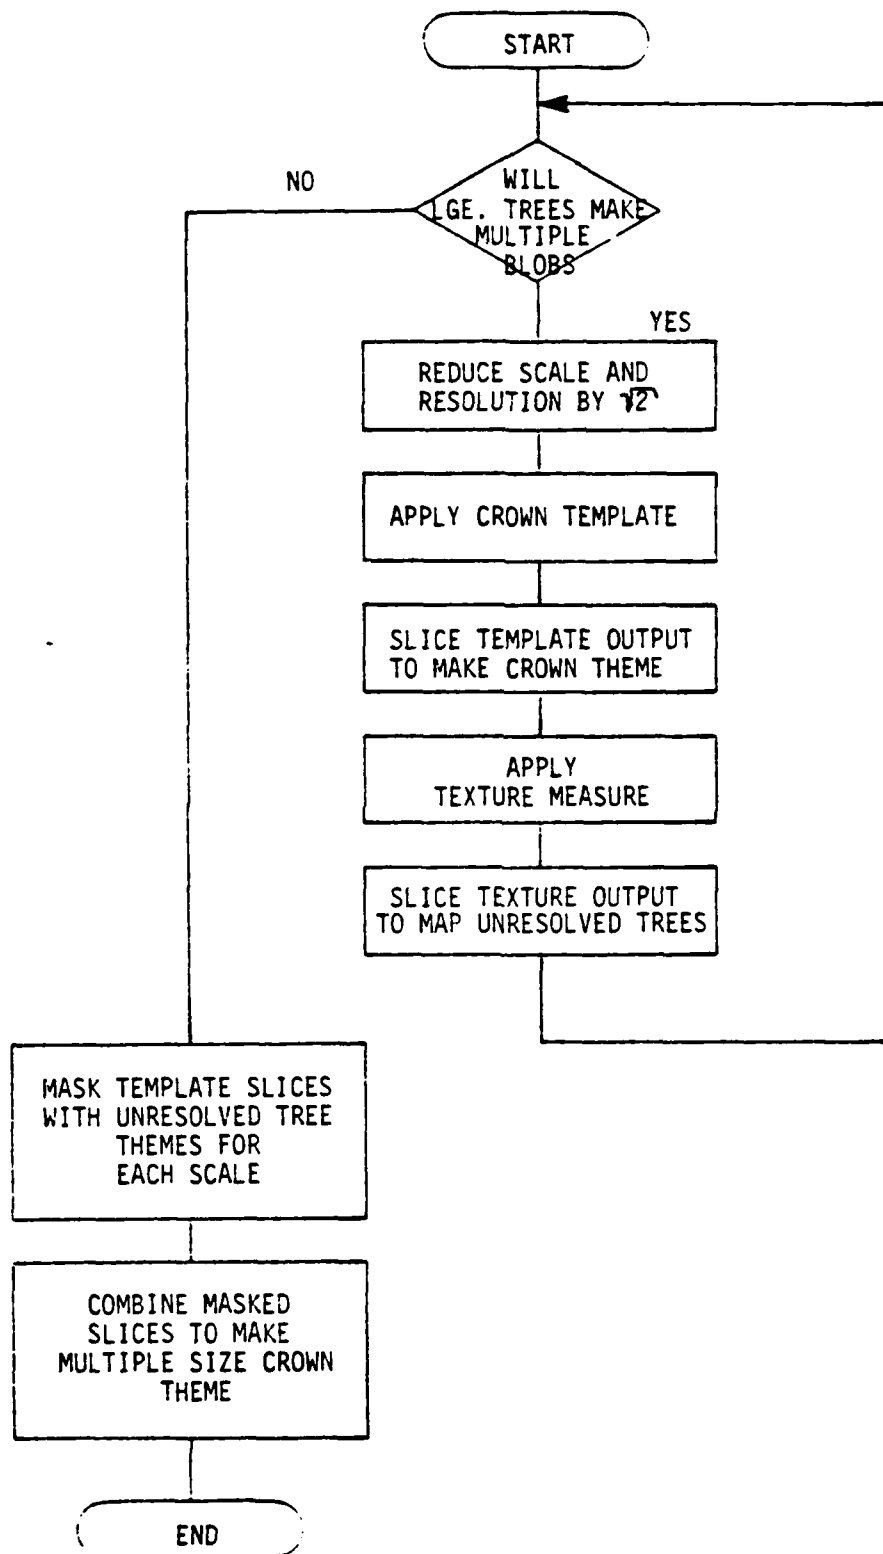 START
NO
WILL
LGE. TREES MAKE
MULTIPLE
BLOBS
YES
REDUCE SCALE AND
RESOLUTION BY √2
APPLY CROWN TEMPLATE
SLICE TEMPLATE OUTPUT
TO MAKE CROWN THEME
APPLY
TEXTURE MEASURE
SLICE TEXTURE OUTPUT
TO MAP UNRESOLVED TREES
MASK TEMPLATE SLICES
WITH UNRESOLVED TREE
THEMES FOR
EACH SCALE
COMBINE MASKED
SLICES TO MAKE
MULTIPLE SIZE CROWN
THEME
END